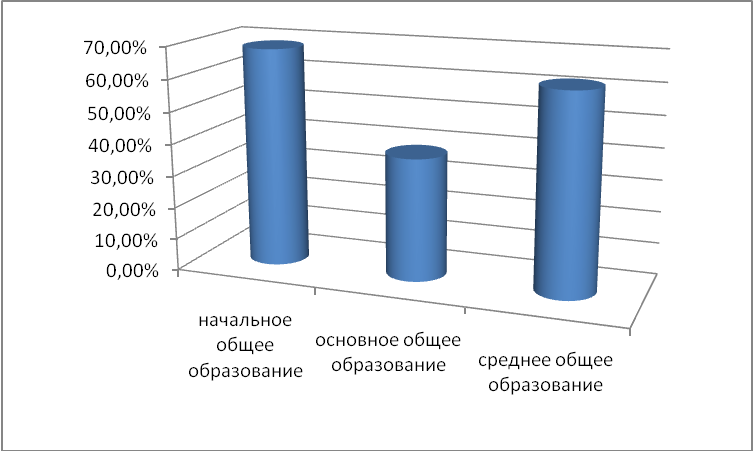 70,00%
60,00%
50,00%
40,00%
30,00%
20,00%
10,00%
0,00%
начальное
общее
образование
основное общее
образование
среднее общее
образование